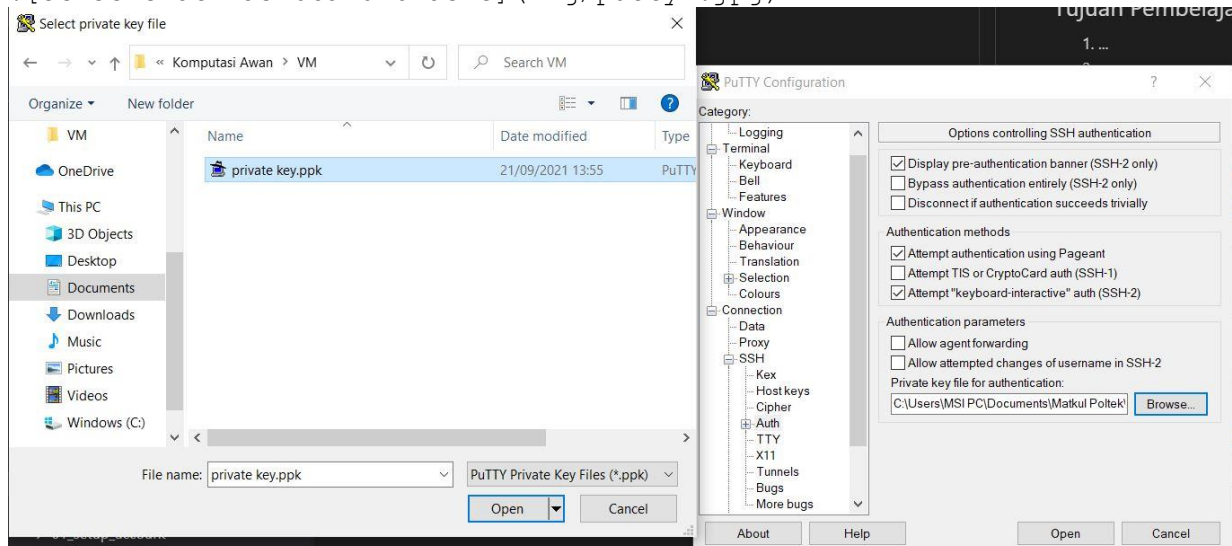 Select private key file
« Komputasi Awan > VM
Search VM
Organize
New folder
Name
Date modified
Type
VM
OneDrive
This PC
3D Objects
Desktop
Documents
Downloads
Music
Pictures
Videos
Windows (C:)
private key.ppk
21/09/2021 13:55
PuTTY
File name:
private key.ppk
PuTTY Private Key Files (*.ppk)
Open
Cancel
1. ...
PuTTY Configuration
Category:
Logging
Terminal
Keyboard
Bell
Features
Window
Appearance
Behaviour
Translation
Selection
Colours
Connection
Data
Proxy
SSH
Kex
Host keys
Cipher
Auth
TTY
X11
Tunnels
Bugs
More bugs
Options controlling SSH authentication
Display pre-authentication banner (SSH-2 only)
Bypass authentication entirely (SSH-2 only)
Disconnect if authentication succeeds trivially
Authentication methods
Attempt authentication using Pageant
Attempt TIS or CryptoCard auth (SSH-1)
Attempt "keyboard-interactive" auth (SSH-2)
Authentication parameters
Allow agent forwarding
Allow attempted changes of username in SSH-2
Private key file for authentication:
C:\Users\MSI PC\Documents\Matkul Poltek\
Browse...
About
Help
Open
Cancel